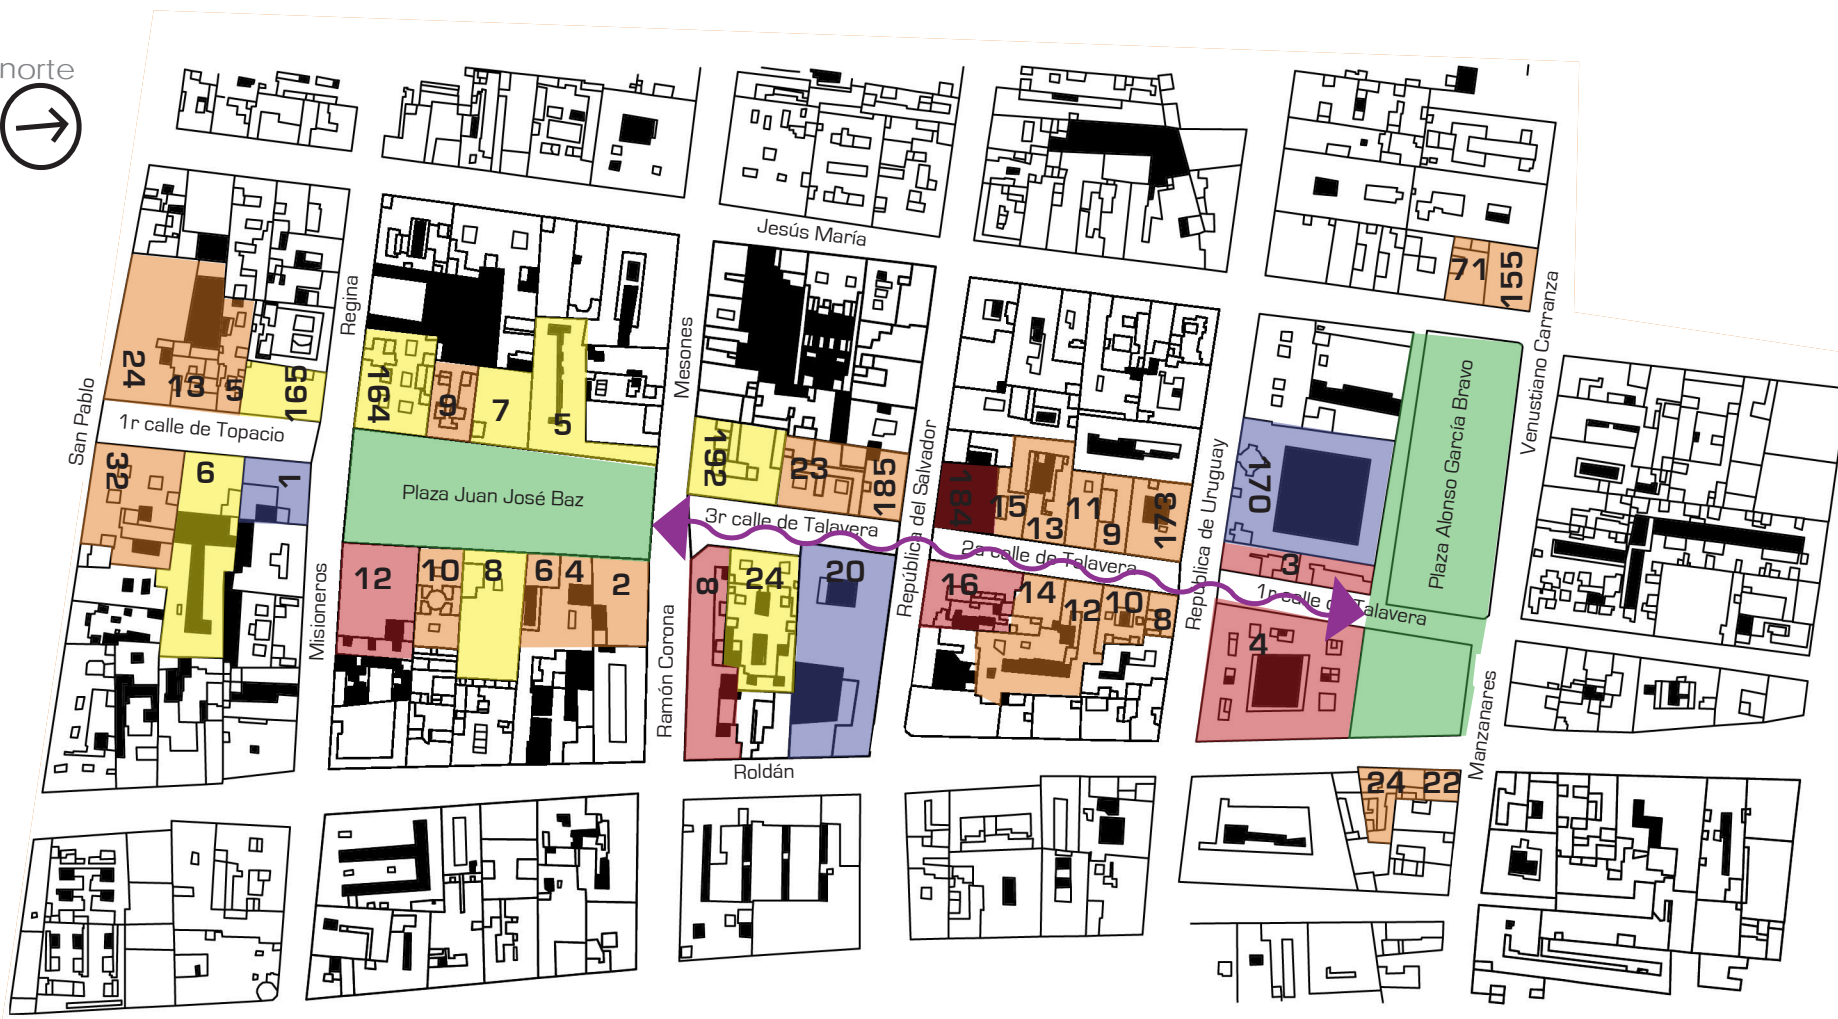 norte
Jesús María
71
155
Venustiano Carranza
Regina
Mesones
24
13
5
165
164
9
7
5
San Pablo
1r calle de Topacio
32
6
1
Plaza Juan José Baz
192
23
185
3r calle de Talavera
República del Salvador
184
15
13
11
9
173
2a calle de Talavera
República de Uruguay
170
3
Plaza Alonso García Bravo
1r calle de Talavera
Misioneros
12
10
8
6
4
2
Ramón Corona
8
24
20
Roldán
16
14
12
10
8
4
Manzanares
24
22